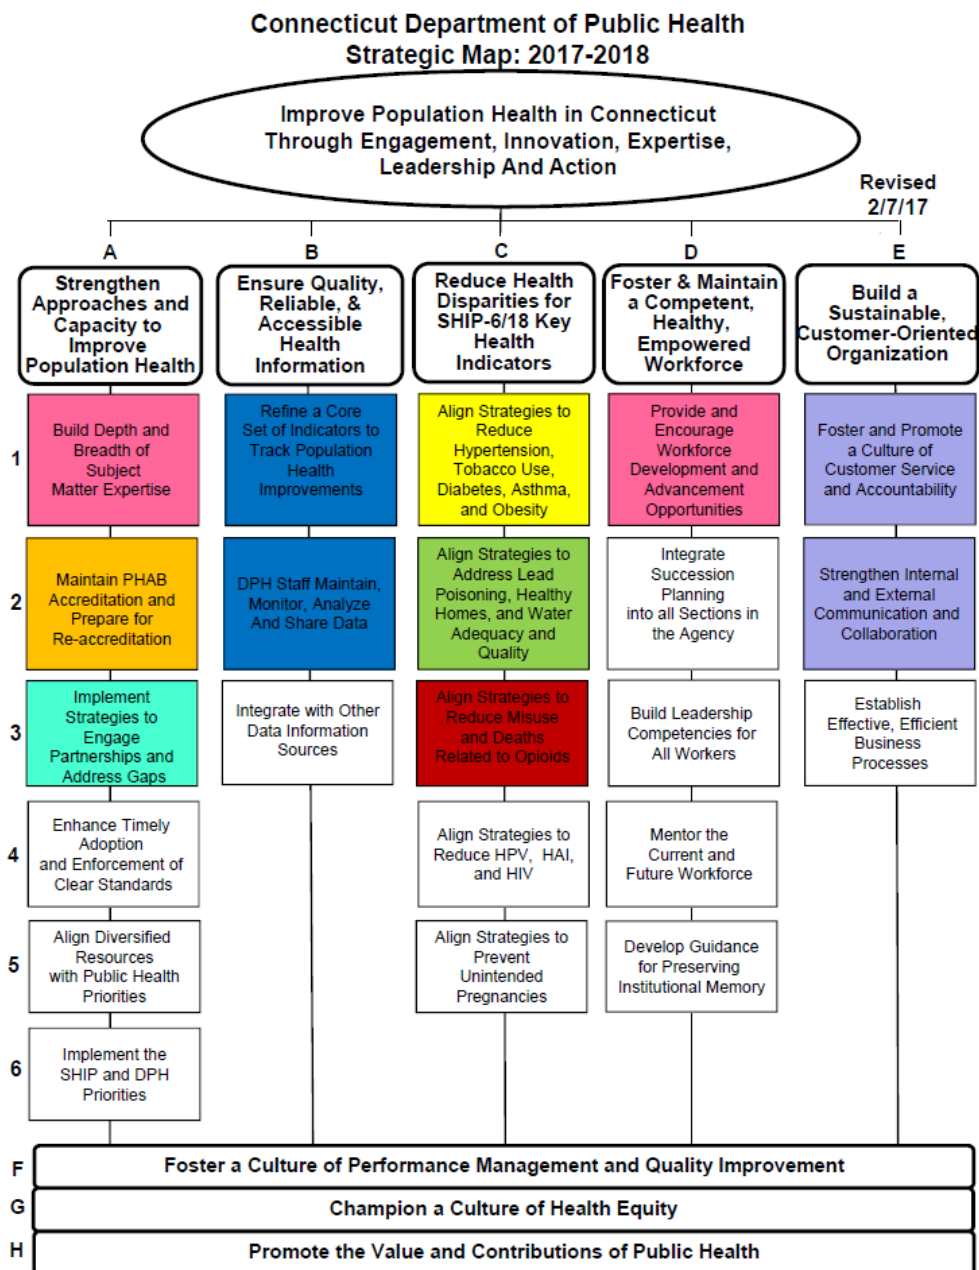 Connecticut Department of Public Health
Strategic Map: 2017-2018
Improve Population Health in Connecticut
Through Engagement, Innovation, Expertise,
Leadership And Action
Revised
2/7/17
A
B
C
D
E
Strengthen
Approaches and
Capacity to
Improve
Population Health
Ensure Quality,
Reliable, &
Accessible
Health
Information
Reduce Health
Disparities for
SHIP-6/18 Key
Health
Indicators
Foster & Maintain
a Competent,
Healthy,
Empowered
Workforce
Build a
Sustainable,
Customer-Oriented
Organization
1
Build Depth and
Breadth of
Subject
Matter Expertise
Refine a Core
Set of Indicators to
Track Population
Health
Improvements
Align Strategies to
Reduce
Hypertension,
Tobacco Use,
Diabetes, Asthma,
and Obesity
Provide and
Encourage
Workforce
Development and
Advancement
Opportunities
Foster and Promote
a Culture of
Customer Service
and Accountability
2
Maintain PHAB
Accreditation and
Prepare for
Re-accreditation
DPH Staff Maintain,
Monitor, Analyze
And Share Data
Align Strategies to
Address Lead
Poisoning, Healthy
Homes, and Water
Adequacy and
Quality
Integrate
Succession
Planning
into all Sections in
the Agency
Strengthen Internal
and External
Communication and
Collaboration
3
Implement
Strategies to
Engage
Partnerships and
Address Gaps
Integrate with Other
Data Information
Sources
Align Strategies to
Reduce Misuse
and Deaths
Related to Opioids
Build Leadership
Competencies for
All Workers
Establish
Effective, Efficient
Business
Processes
4
Enhance Timely
Adoption
and Enforcement of
Clear Standards
Align Strategies to
Reduce HPV, HAI,
and HIV
Mentor the
Current and
Future Workforce
5
Align Diversified
Resources
with Public Health
Priorities
Align Strategies to
Prevent
Unintended
Pregnancies
Develop Guidance
for Preserving
Institutional Memory
6
Implement the
SHIP and DPH
Priorities
F
Foster a Culture of Performance Management and Quality Improvement
G
Champion a Culture of Health Equity
H
Promote the Value and Contributions of Public Health